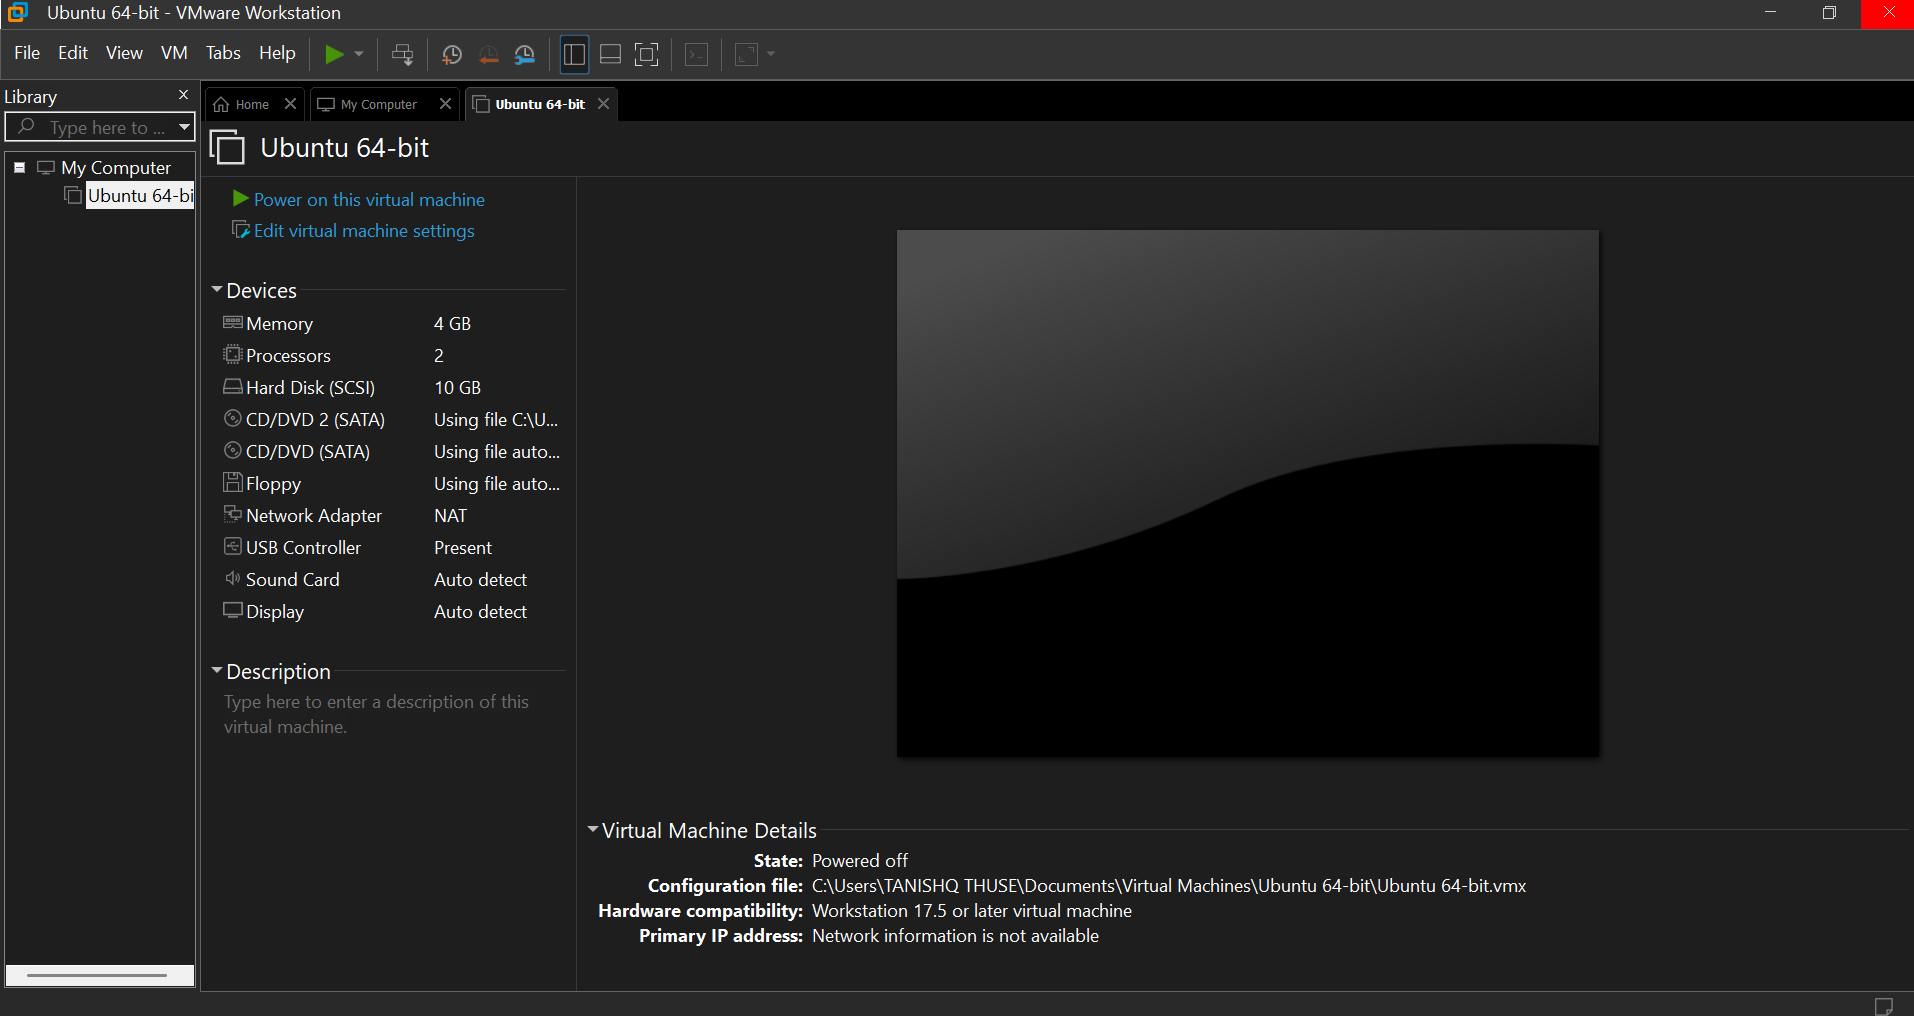 Ubuntu 64-bit - VMware Workstation
File Edit View VM Tabs Help
Library
Type here to ...
My Computer
Ubuntu 64-bi
Home
My Computer
Ubuntu 64-bit
Ubuntu 64-bit
Power on this virtual machine
Edit virtual machine settings
Devices
Memory 4 GB
Processors 2
Hard Disk (SCSI) 10 GB
CD/DVD 2 (SATA) Using file C:\U...
CD/DVD (SATA) Using file auto...
Floppy Using file auto...
Network Adapter NAT
USB Controller Present
Sound Card Auto detect
Display Auto detect
Description
Type here to enter a description of this
virtual machine.
Virtual Machine Details
State: Powered off
Configuration file: C:\Users\TANISHQ THUSE\Documents\Virtual Machines\Ubuntu 64-bit\Ubuntu 64-bit.vmx
Hardware compatibility: Workstation 17.5 or later virtual machine
Primary IP address: Network information is not available